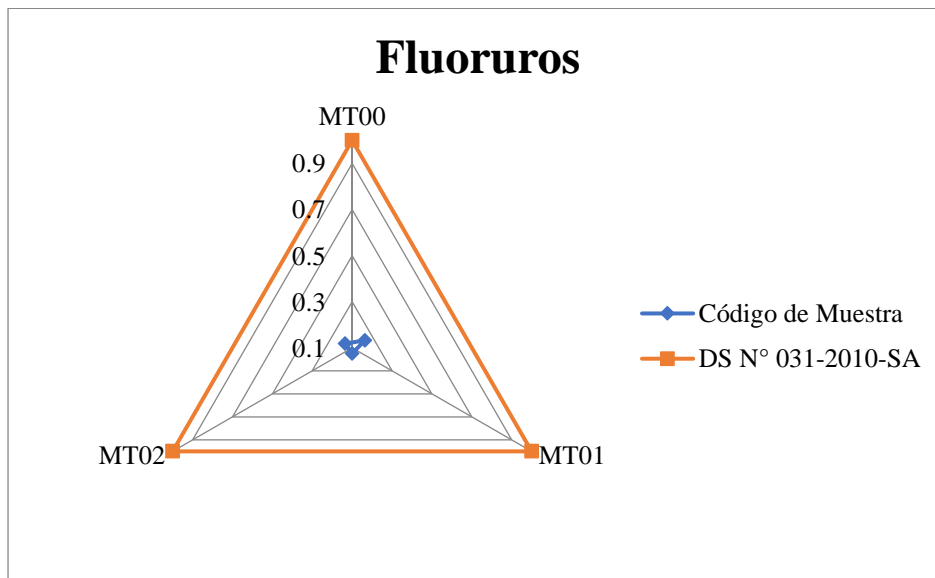 Fluoruros
MT00
0.9
0.7
0.5
0.3
0.1
MT02
MT01
Código de Muestra
DS N° 031-2010-SA